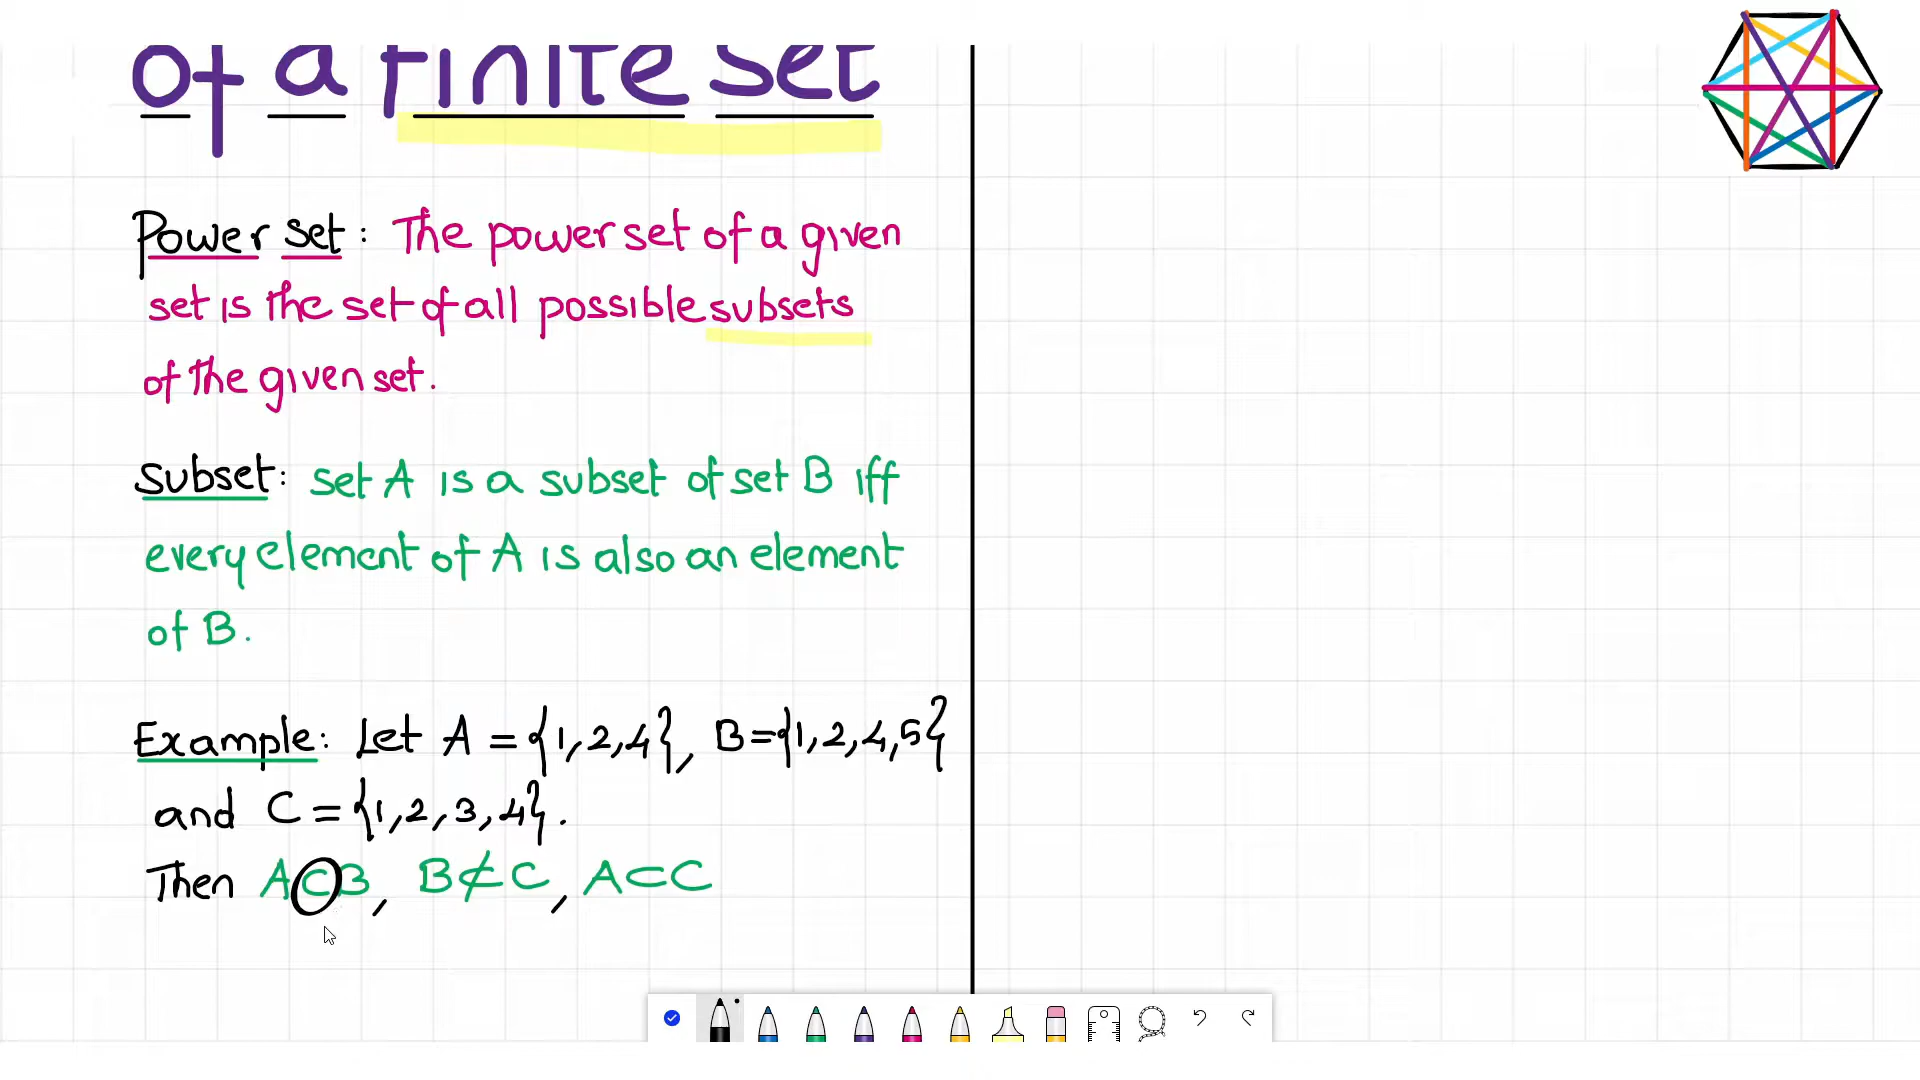 of a finite set
Power set: The power set of a given
set is the set of all possible subsets
of the given set.
Subset: set A is a subset of set B iff
every element of A is also an element
of B.
Example: Let A = {1,2,4}, B={1,2,4,5}
and C = {1,2,3,4}.
Then A⊂B, B⊄C, A⊂C